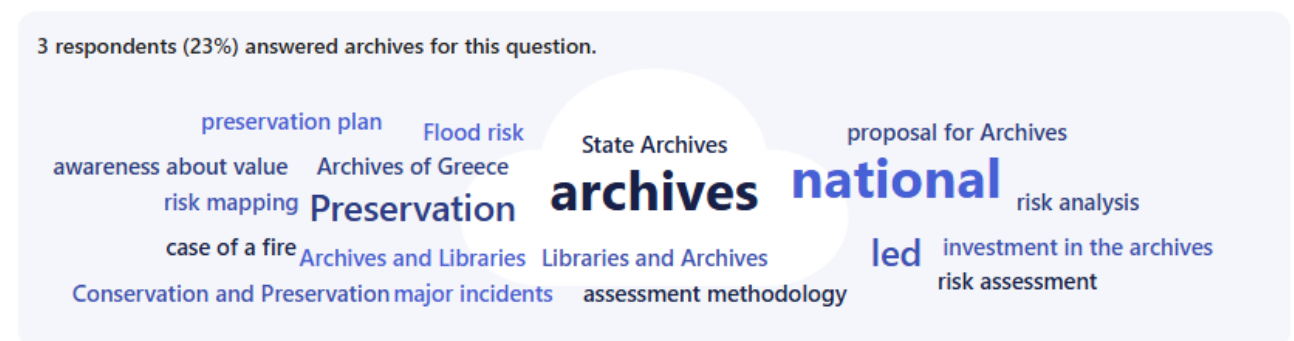 3 respondents (23%) answered archives for this question.
preservation plan
Flood risk
State Archives
proposal for Archives
awareness about value
Archives of Greece
archives
national
risk mapping
Preservation
risk analysis
case of a fire
Archives and Libraries
Libraries and Archives
led
investment in the archives
risk assessment
Conservation and Preservation
major incidents
assessment methodology